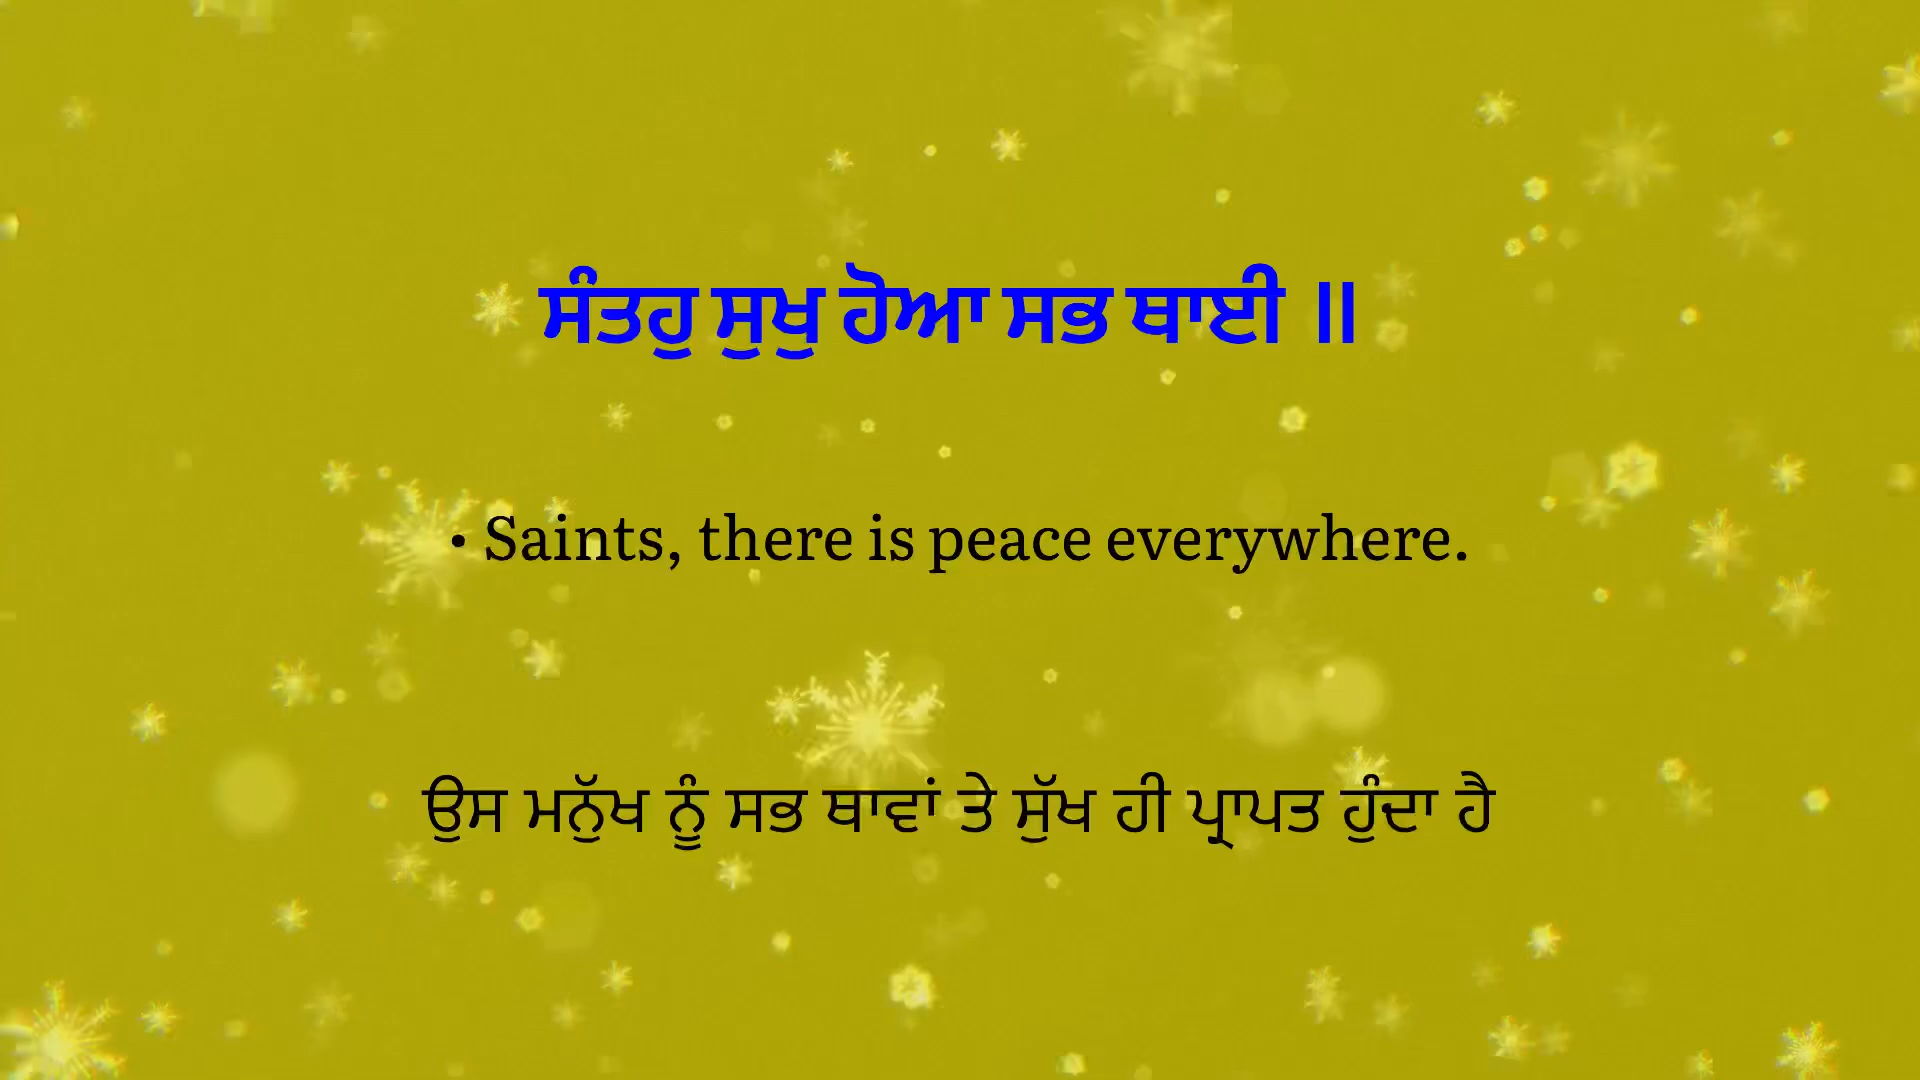 ਸੰਤਹੁ ਸੁਖੁ ਹੋਆ ਸਭ ਥਾਈ ॥
• Saints, there is peace everywhere.
ਉਸ ਮਨੁੱਖ ਨੂੰ ਸਭ ਥਾਵਾਂ ਤੇ ਸੁੱਖ ਹੀ ਪ੍ਰਾਪਤ ਹੁੰਦਾ ਹੈ